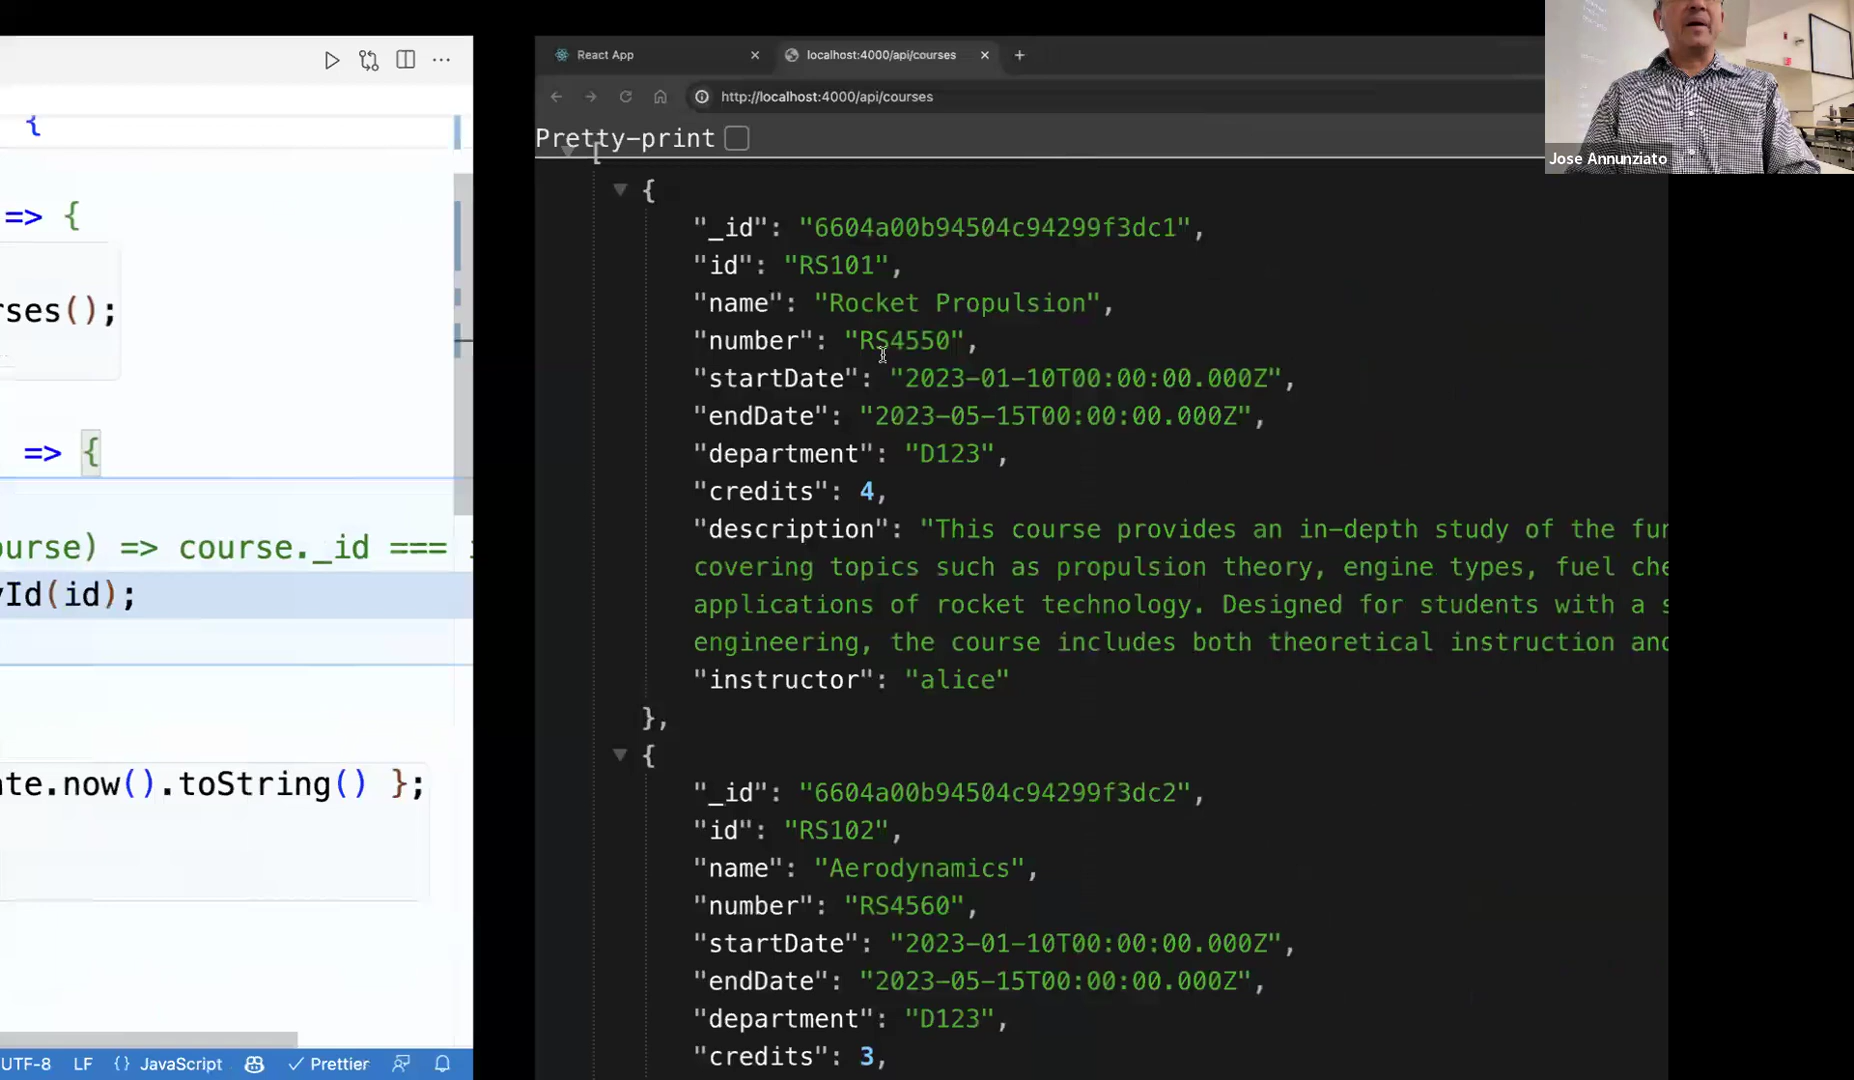 {
=> {
rses();
=> {
ourse) => course._id ===
Id(id);
te.now().toString() };
UTF-8 LF {} JavaScript Prettier
React App
localhost:4000/api/courses
http://localhost:4000/api/courses
Pretty-print
[
{
"_id": "6604a00b94504c94299f3dc1",
"id": "RS101",
"name": "Rocket Propulsion",
"number": "RS4550",
"startDate": "2023-01-10T00:00:00.000Z",
"endDate": "2023-05-15T00:00:00.000Z",
"department": "D123",
"credits": 4,
"description": "This course provides an in-depth study of the fu
covering topics such as propulsion theory, engine types, fuel che
applications of rocket technology. Designed for students with a s
engineering, the course includes both theoretical instruction and
"instructor": "alice"
},
{
"_id": "6604a00b94504c94299f3dc2",
"id": "RS102",
"name": "Aerodynamics",
"number": "RS4560",
"startDate": "2023-01-10T00:00:00.000Z",
"endDate": "2023-05-15T00:00:00.000Z",
"department": "D123",
"credits": 3,
Jose Annunziato